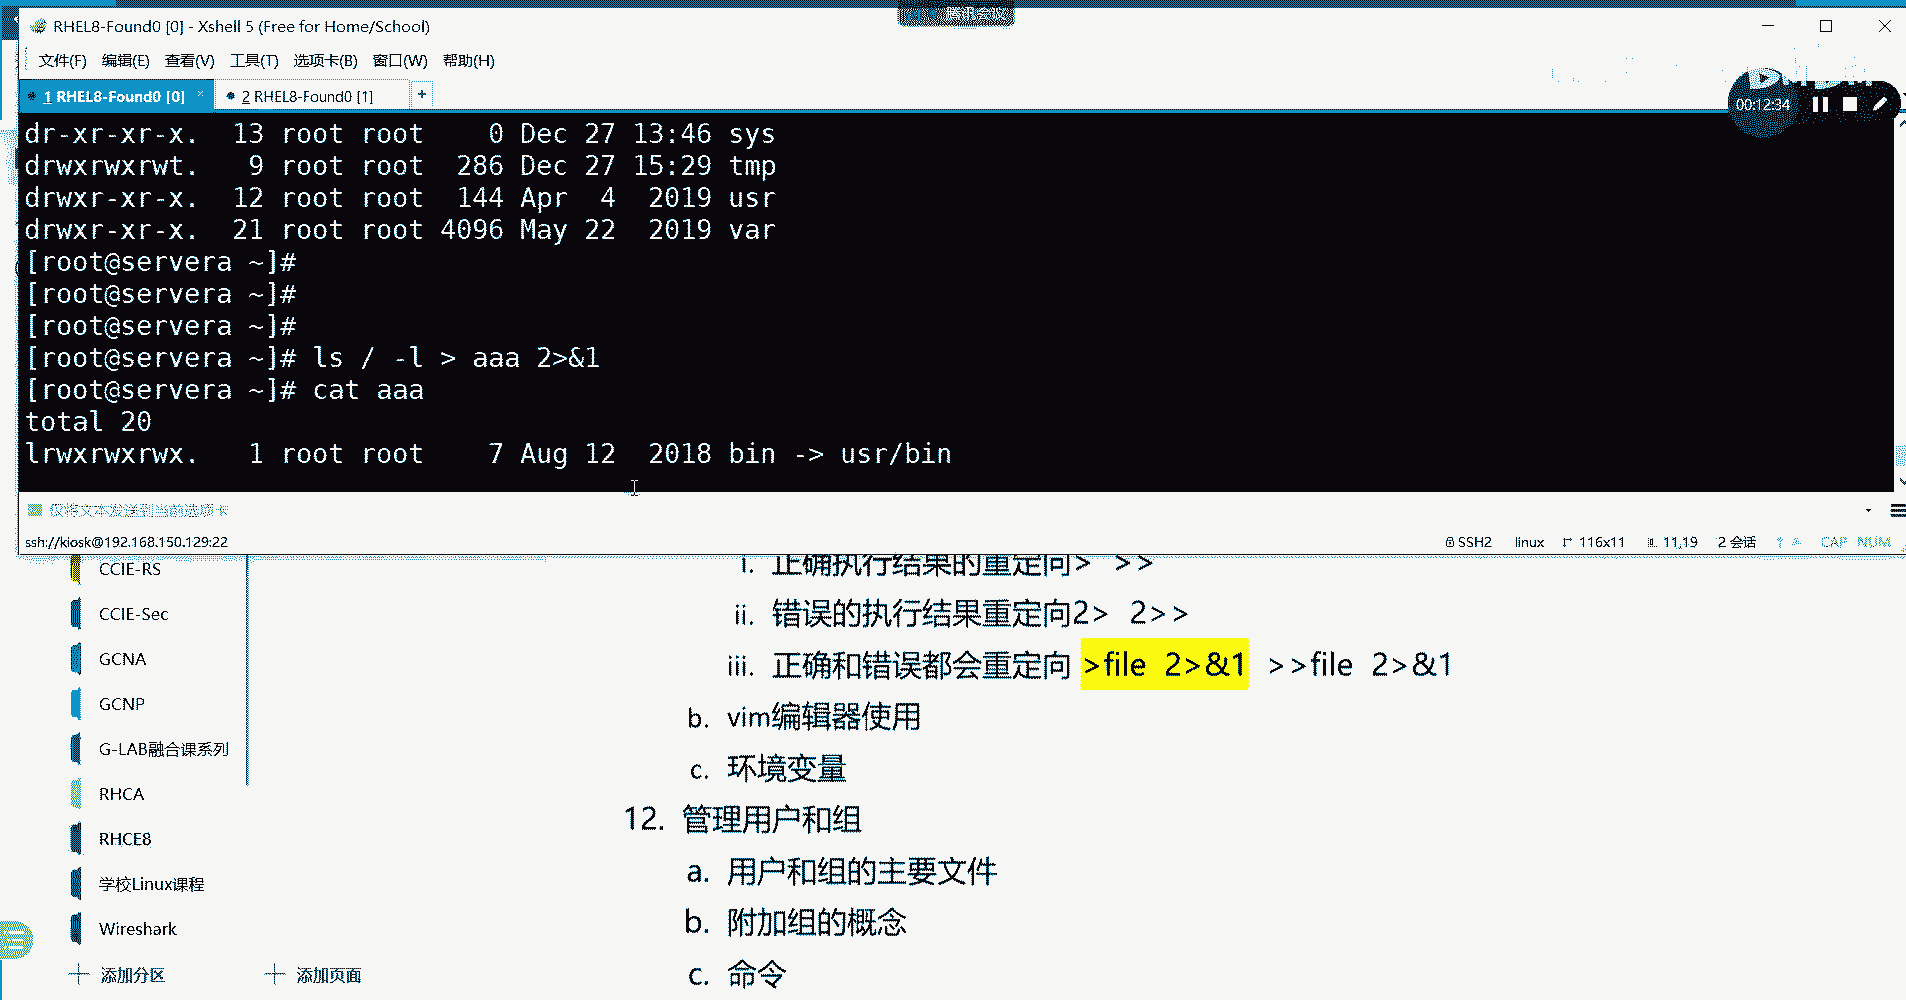 腾讯会议
RHEL8-Found0 [0] - Xshell 5 (Free for Home/School)
文件(F) 编辑(E) 查看(V) 工具(T) 选项卡(B) 窗口(W) 帮助(H)
1 RHEL8-Found0 [0] × 2 RHEL8-Found0 [1] +
00:12:34
dr-xr-xr-x. 13 root root 0 Dec 27 13:46 sys
drwxrwxrwt. 9 root root 286 Dec 27 15:29 tmp
drwxr-xr-x. 12 root root 144 Apr 4 2019 usr
drwxr-xr-x. 21 root root 4096 May 22 2019 var
[root@servera ~]#
[root@servera ~]#
[root@servera ~]#
[root@servera ~]# ls / -l > aaa 2>&1
[root@servera ~]# cat aaa
total 20
lrwxrwxrwx. 1 root root 7 Aug 12 2018 bin -> usr/bin
仅将文本发送到当前选项卡
ssh://kiosk@192.168.150.129:22 SSH2 linux 116x11 11,19 2 会话 CAP NUM
CCIE-RS
CCIE-Sec
GCNA
GCNP
G-LAB融合课系列
RHCA
RHCE8
学校Linux课程
Wireshark
添加分区 添加页面
i. 正确执行结果的重定向> >>
ii. 错误的执行结果重定向2> 2>>
iii. 正确和错误都会重定向 >file 2>&1 >>file 2>&1
b. vim编辑器使用
c. 环境变量
12. 管理用户和组
a. 用户和组的主要文件
b. 附加组的概念
c. 命令